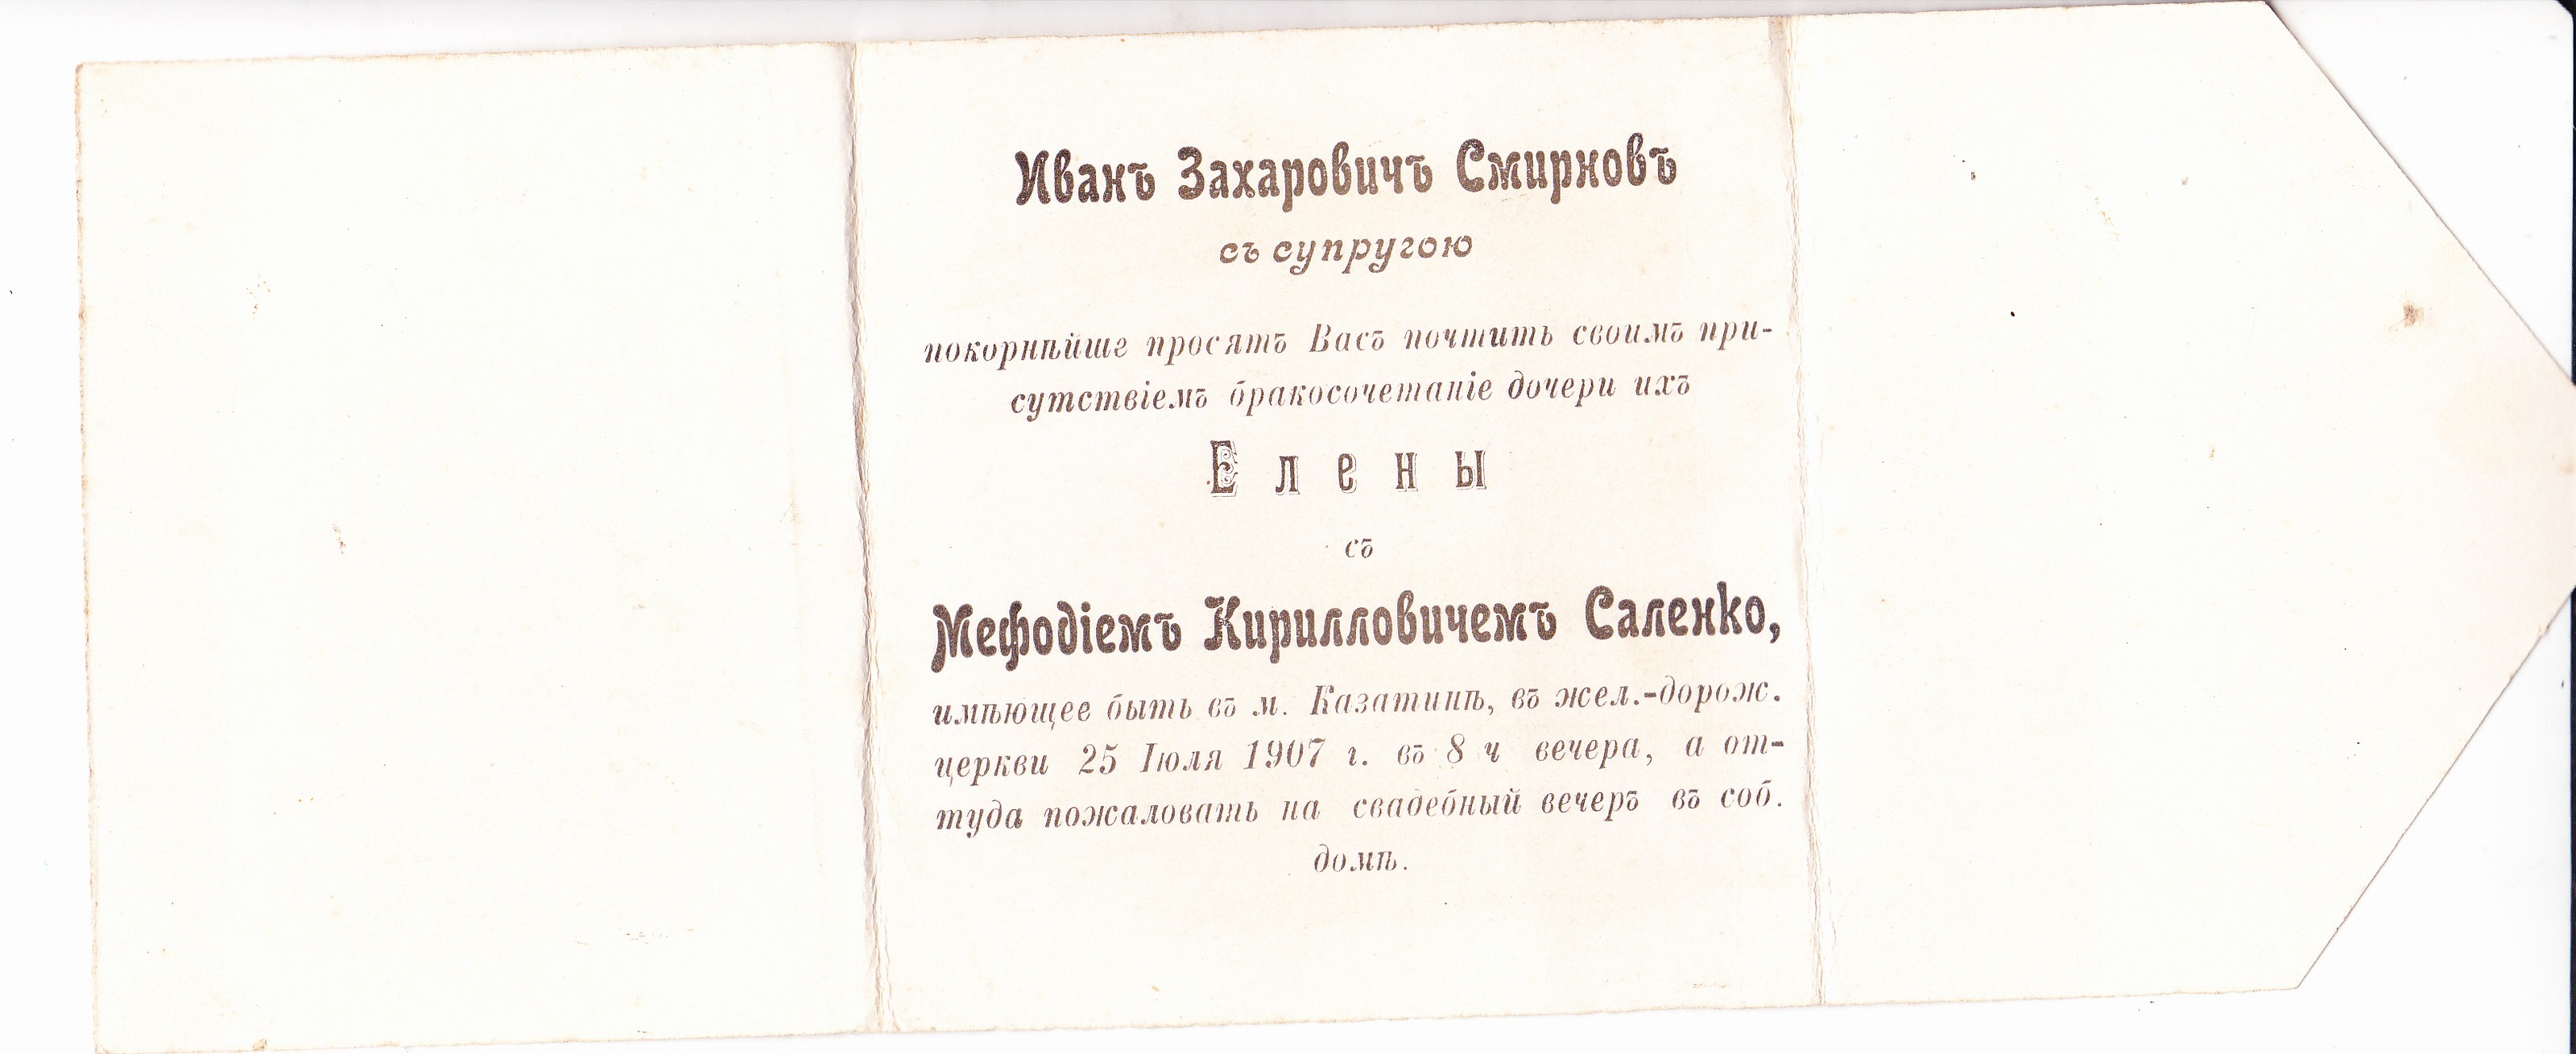 Иванъ Захаровичъ Смирновъ
съ супругою
покорнѣйше просятъ Васъ почтить своимъ при-
сутствіемъ бракосочетаніе дочери ихъ
Елены
съ
Мефодіемъ Кирилловичемъ Саленко,
имѣющее быть въ м. Казатинѣ, въ жел.-дорож.
церкви 25 Іюля 1907 г. въ 8 ч вечера, а от-
туда пожаловать на свадебный вечеръ въ соб.
домѣ.